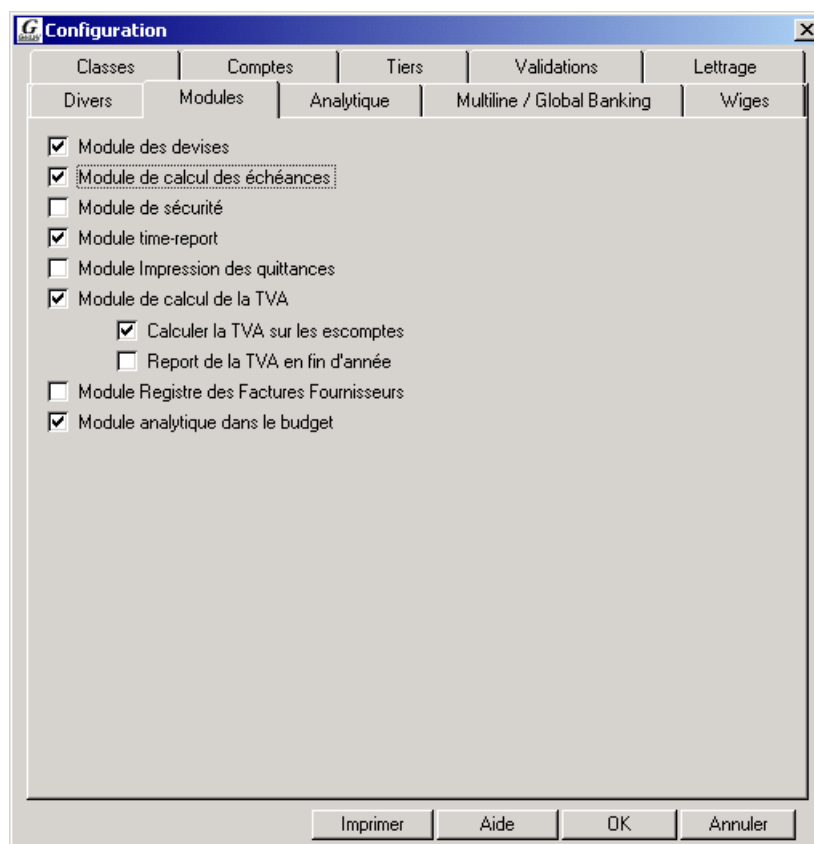 Configuration
Classes Comptes Tiers Validations Lettrage
Divers Modules Analytique Multiline / Global Banking Wiges
Module des devises
Module de calcul des échéances
Module de sécurité
Module time-report
Module Impression des quittances
Module de calcul de la TVA
Calculer la TVA sur les escomptes
Report de la TVA en fin d'année
Module Registre des Factures Fournisseurs
Module analytique dans le budget
Imprimer Aide OK Annuler